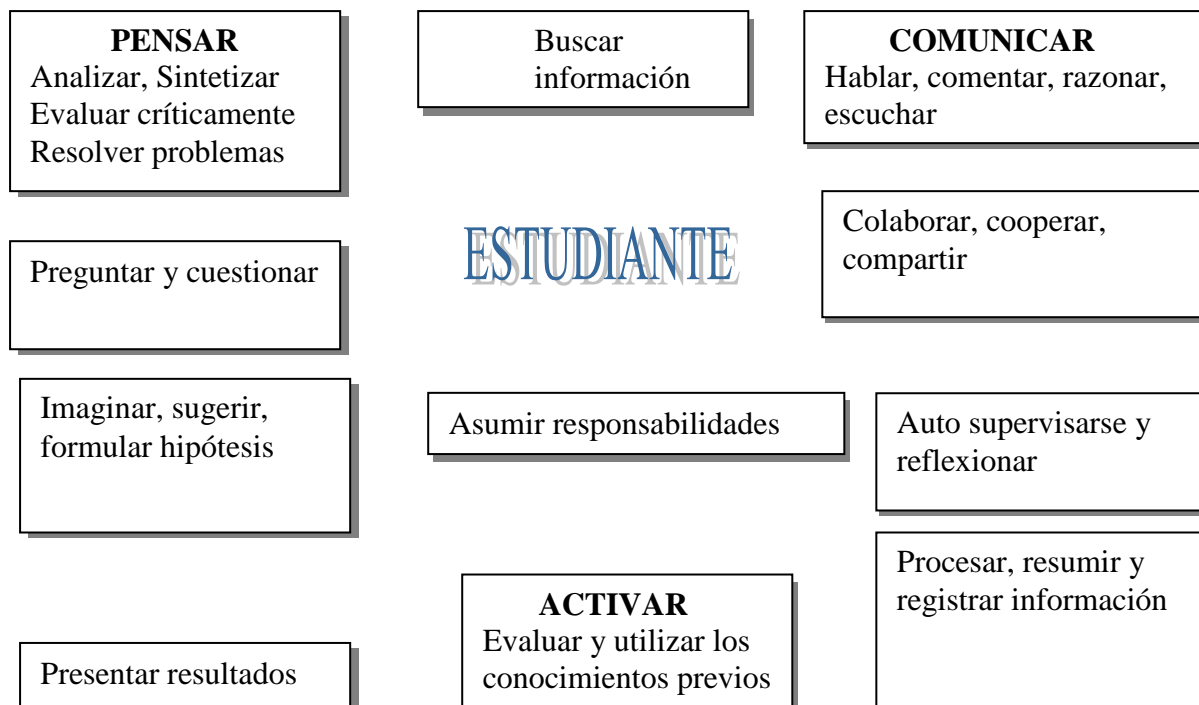 PENSAR
Analizar, Sintetizar
Evaluar críticamente
Resolver problemas
Buscar
información
COMUNICAR
Hablar, comentar, razonar,
escuchar
Colaborar, cooperar,
compartir
ESTUDIANTE
Preguntar y cuestionar
Imaginar, sugerir,
formular hipótesis
Asumir responsabilidades
Auto supervisarse y
reflexionar
Procesar, resumir y
registrar información
ACTIVAR
Evaluar y utilizar los
conocimientos previos
Presentar resultados